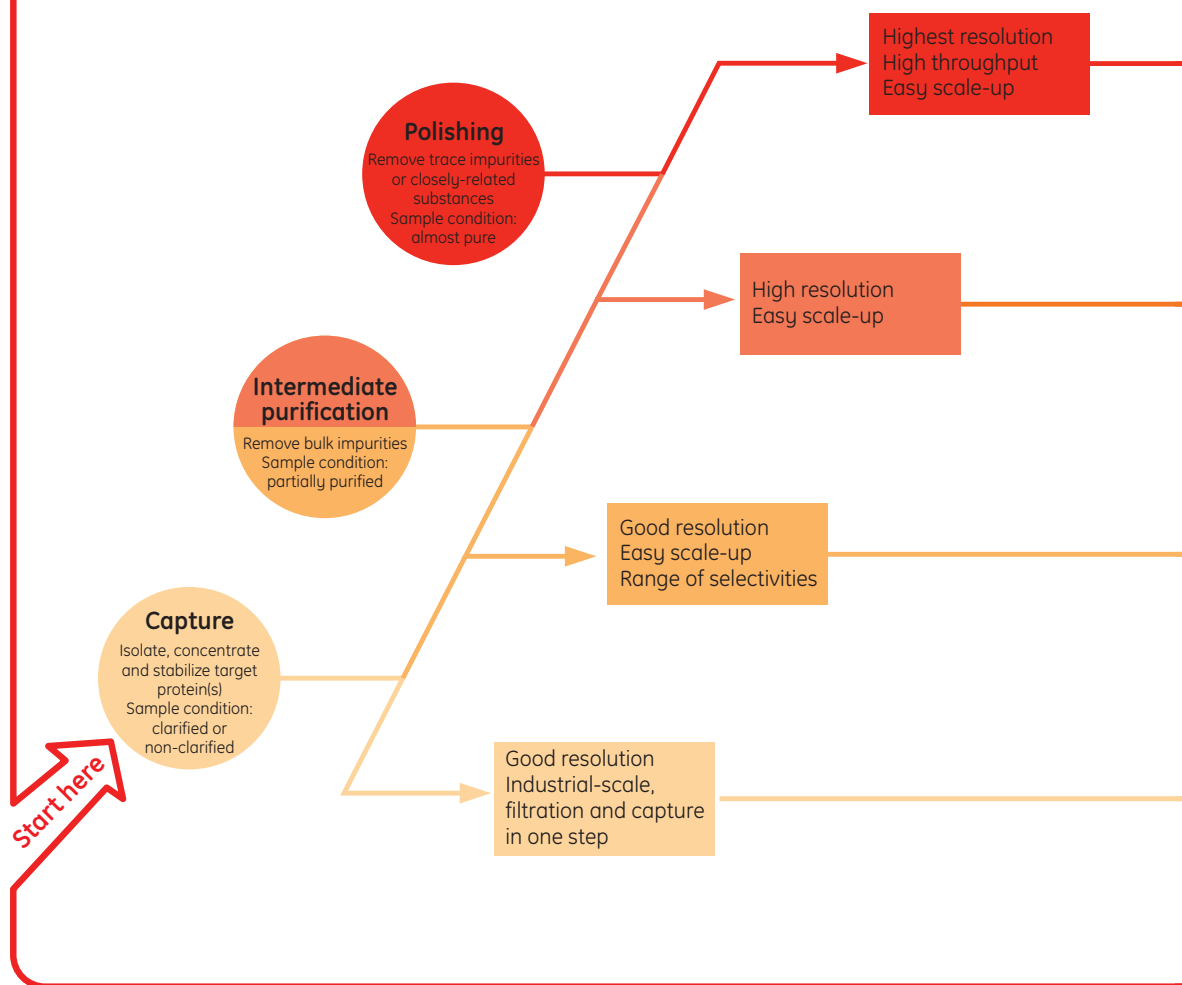 Highest resolution
High throughput
Easy scale-up
Polishing
Remove trace impurities
or closely-related
substances
Sample condition:
almost pure
High resolution
Easy scale-up
Intermediate
purification
Remove bulk impurities
Sample condition:
partially purified
Good resolution
Easy scale-up
Range of selectivities
Capture
Isolate, concentrate
and stabilize target
protein(s)
Sample condition:
clarified or
non-clarified
Start here
Good resolution
Industrial-scale,
filtration and capture
in one step